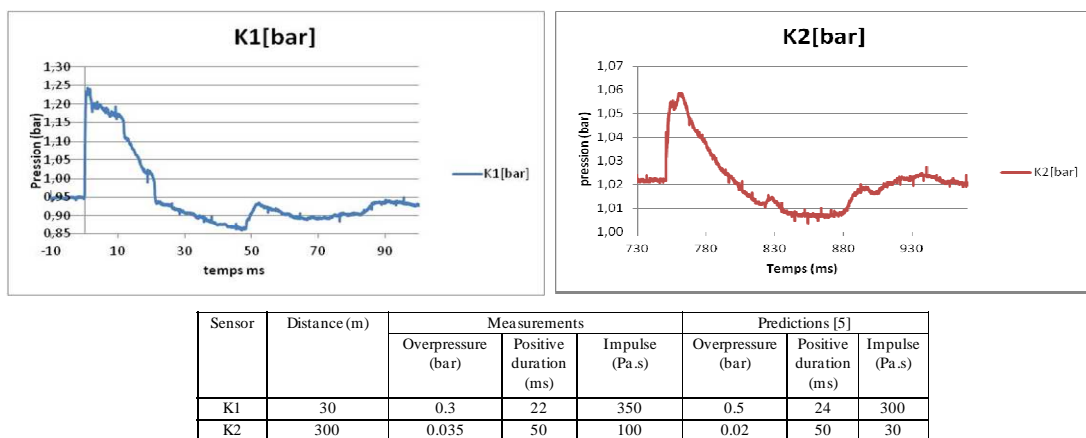 K1[bar]
1,30
1,25
1,20
1,15
1,10
1,05
1,00
0,95
0,90
0,85
Pression (bar)
-10 10 30 50 70 90
temps ms
K1[bar]
K2[bar]
1,07
1,06
1,05
1,04
1,03
1,02
1,01
1,00
pression (bar)
730 780 830 880 930
Temps (ms)
K2[bar]
Sensor Distance (m) Measurements Predictions [5]
Overpressure (bar) Positive duration (ms) Impulse (Pa.s) Overpressure (bar) Positive duration (ms) Impulse (Pa.s)
K1 30 0.3 22 350 0.5 24 300
K2 300 0.035 50 100 0.02 50 30